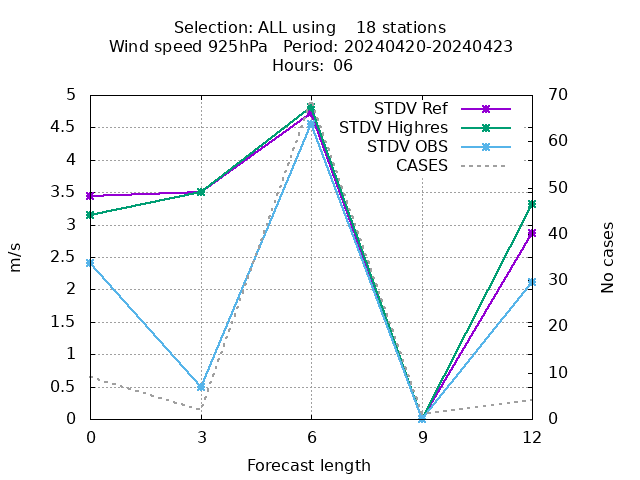 Selection: ALL using    18 stations
Wind speed 925hPa   Period: 20240420-20240423
Hours: 06
STDV Ref
STDV Highres
STDV OBS
CASES
5
4.5
4
3.5
3
2.5
2
1.5
1
0.5
0
70
60
50
40
30
20
10
0
m/s
No cases
0 3 6 9 12
Forecast length